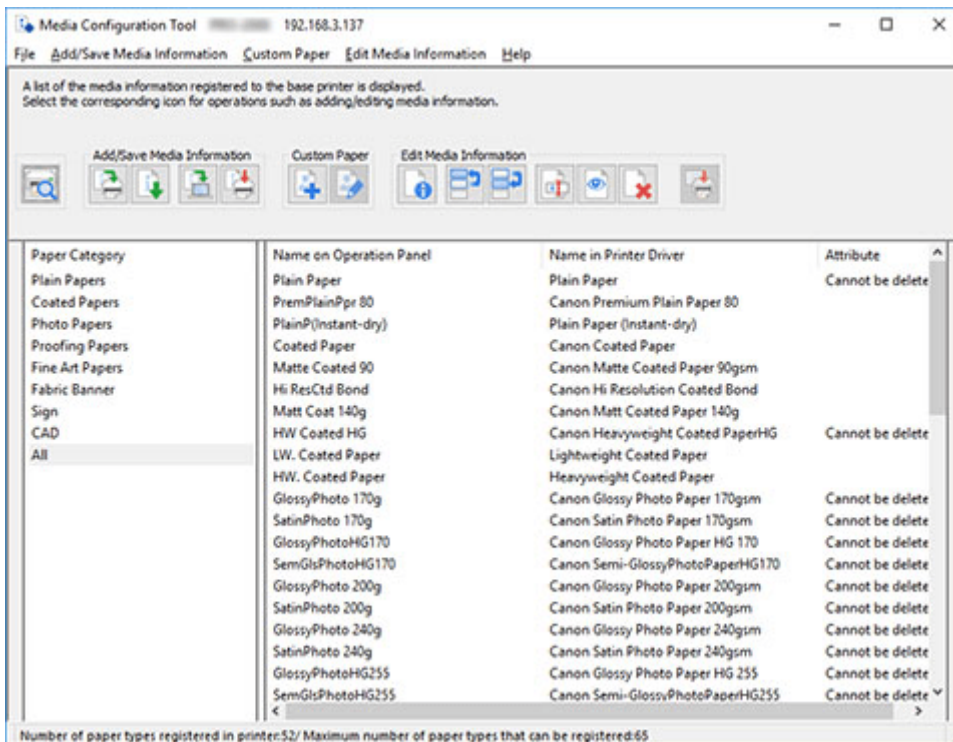 Media Configuration Tool 192.168.3.137
File Add/Save Media Information Custom Paper Edit Media Information Help
A list of the media information registered to the base printer is displayed.
Select the corresponding icon for operations such as adding/editing media information.
Add/Save Media Information Custom Paper Edit Media Information
Paper Category Name on Operation Panel Name in Printer Driver Attribute
Plain Papers Plain Paper Plain Paper Cannot be delete
Coated Papers PremPlainPpr 80 Canon Premium Plain Paper 80
Photo Papers PlainP(Instant-dry) Plain Paper (Instant-dry)
Proofing Papers Coated Paper Canon Coated Paper
Fine Art Papers Matte Coated 90 Canon Matte Coated Paper 90gsm
Fabric Banner Hi ResCtd Bond Canon Hi Resolution Coated Bond
Sign Matt Coat 140g Canon Matt Coated Paper 140g
CAD HW Coated HG Canon Heavyweight Coated PaperHG Cannot be delete
All LW. Coated Paper Lightweight Coated Paper
HW. Coated Paper Heavyweight Coated Paper
GlossyPhoto 170g Canon Glossy Photo Paper 170gsm Cannot be delete
SatinPhoto 170g Canon Satin Photo Paper 170gsm Cannot be delete
GlossyPhotoHG170 Canon Glossy Photo Paper HG 170 Cannot be delete
SemGlsPhotoHG170 Canon Semi-GlossyPhotoPaperHG170 Cannot be delete
GlossyPhoto 200g Canon Glossy Photo Paper 200gsm Cannot be delete
SatinPhoto 200g Canon Satin Photo Paper 200gsm Cannot be delete
GlossyPhoto 240g Canon Glossy Photo Paper 240gsm Cannot be delete
SatinPhoto 240g Canon Satin Photo Paper 240gsm Cannot be delete
GlossyPhotoHG255 Canon Glossy Photo Paper HG 255 Cannot be delete
SemGlsPhotoHG255 Canon Semi-GlossyPhotoPaperHG255 Cannot be delete
Number of paper types registered in printer:52/ Maximum number of paper types that can be registered:65